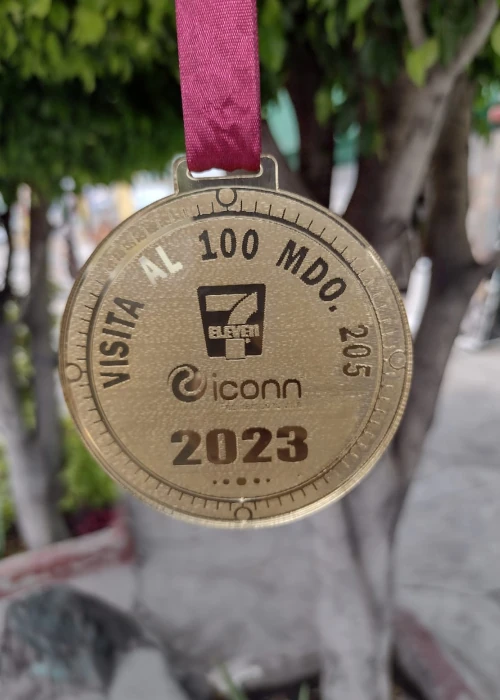 VISITA AL 100 MDO. 205
7
ELEVEN
iconn
2023